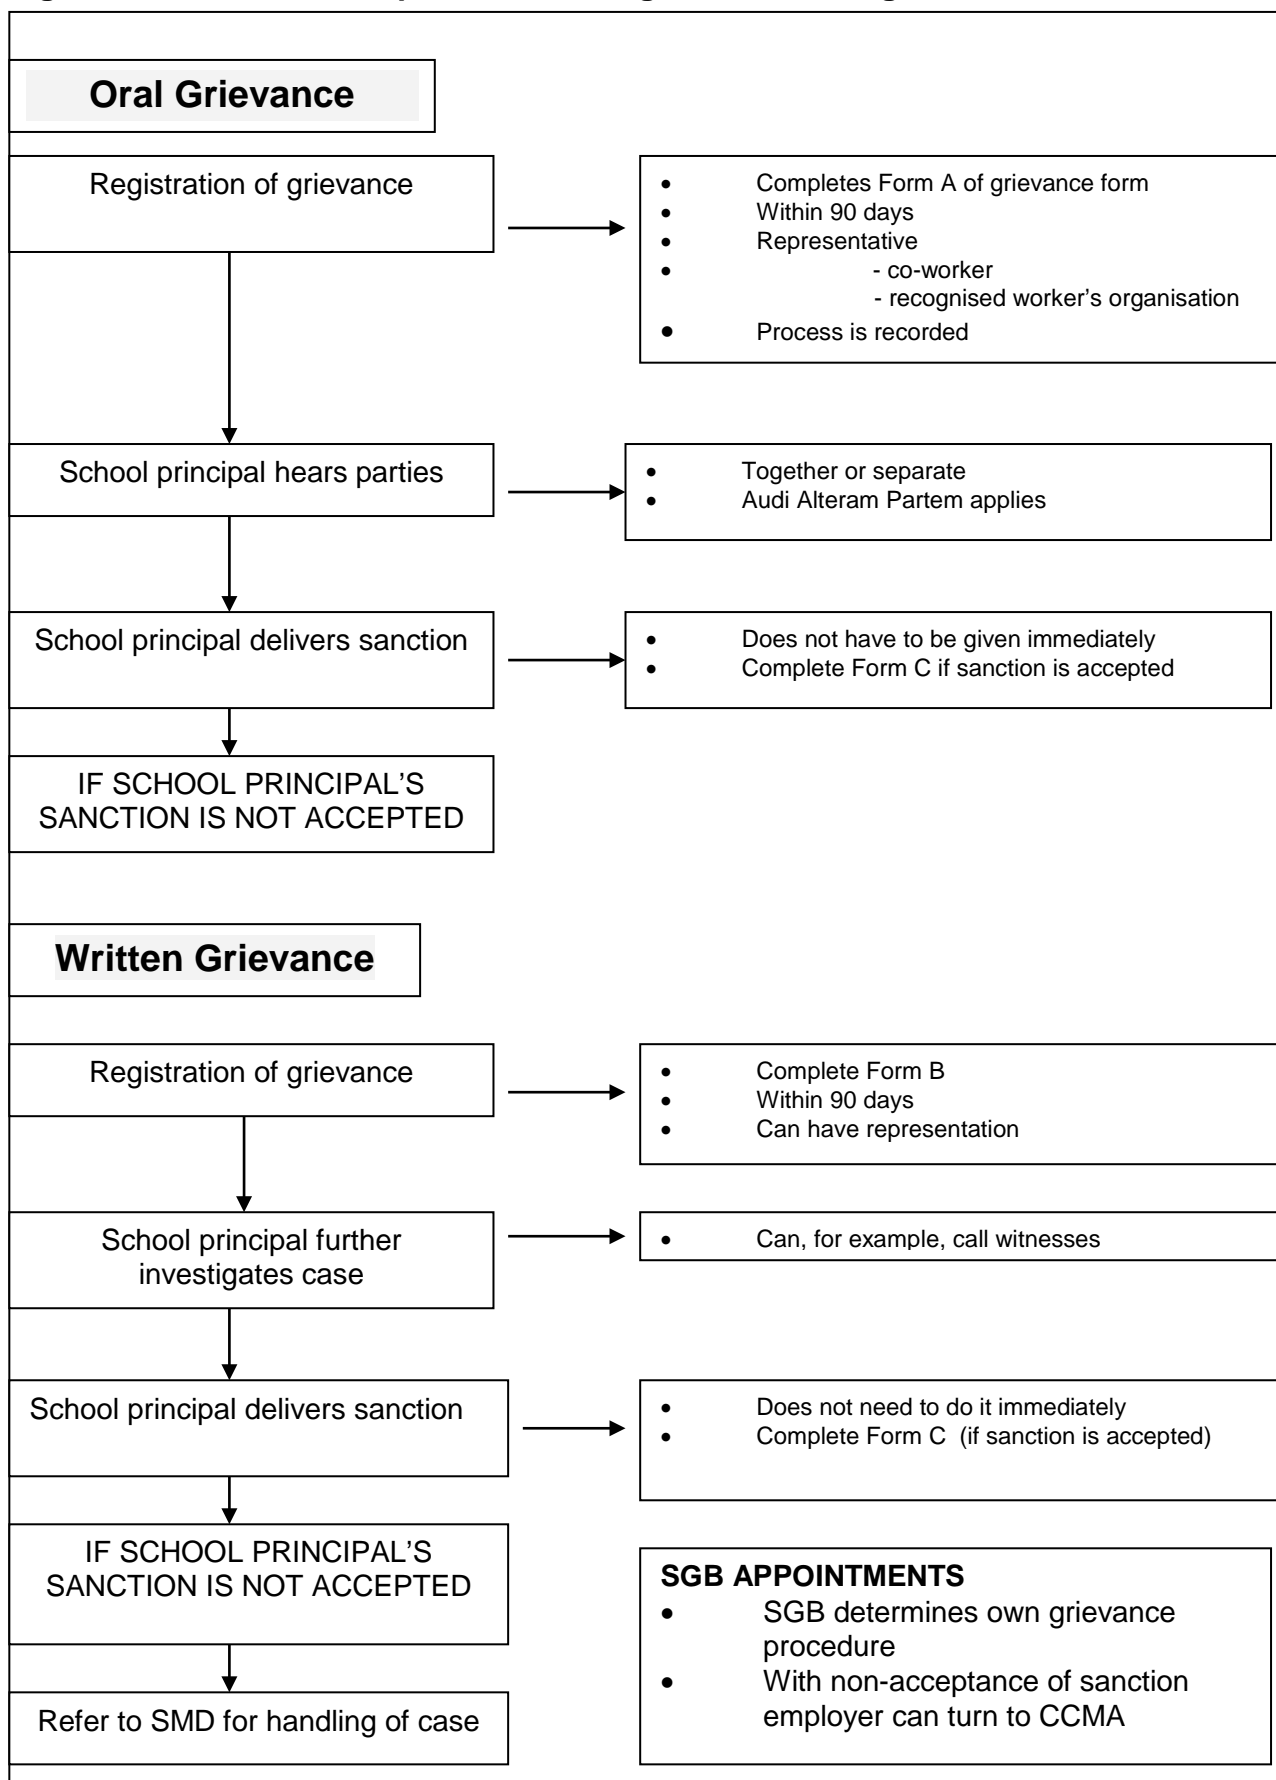 Oral Grievance
Registration of grievance
• Completes Form A of grievance form
• Within 90 days
• Representative
• - co-worker
- recognised worker's organisation
• Process is recorded
School principal hears parties
• Together or separate
• Audi Alteram Partem applies
School principal delivers sanction
• Does not have to be given immediately
• Complete Form C if sanction is accepted
IF SCHOOL PRINCIPAL'S
SANCTION IS NOT ACCEPTED
Written Grievance
Registration of grievance
• Complete Form B
• Within 90 days
• Can have representation
School principal further
investigates case
• Can, for example, call witnesses
School principal delivers sanction
• Does not need to do it immediately
• Complete Form C (if sanction is accepted)
IF SCHOOL PRINCIPAL'S
SANCTION IS NOT ACCEPTED
Refer to SMD for handling of case
SGB APPOINTMENTS
• SGB determines own grievance
procedure
• With non-acceptance of sanction
employer can turn to CCMA